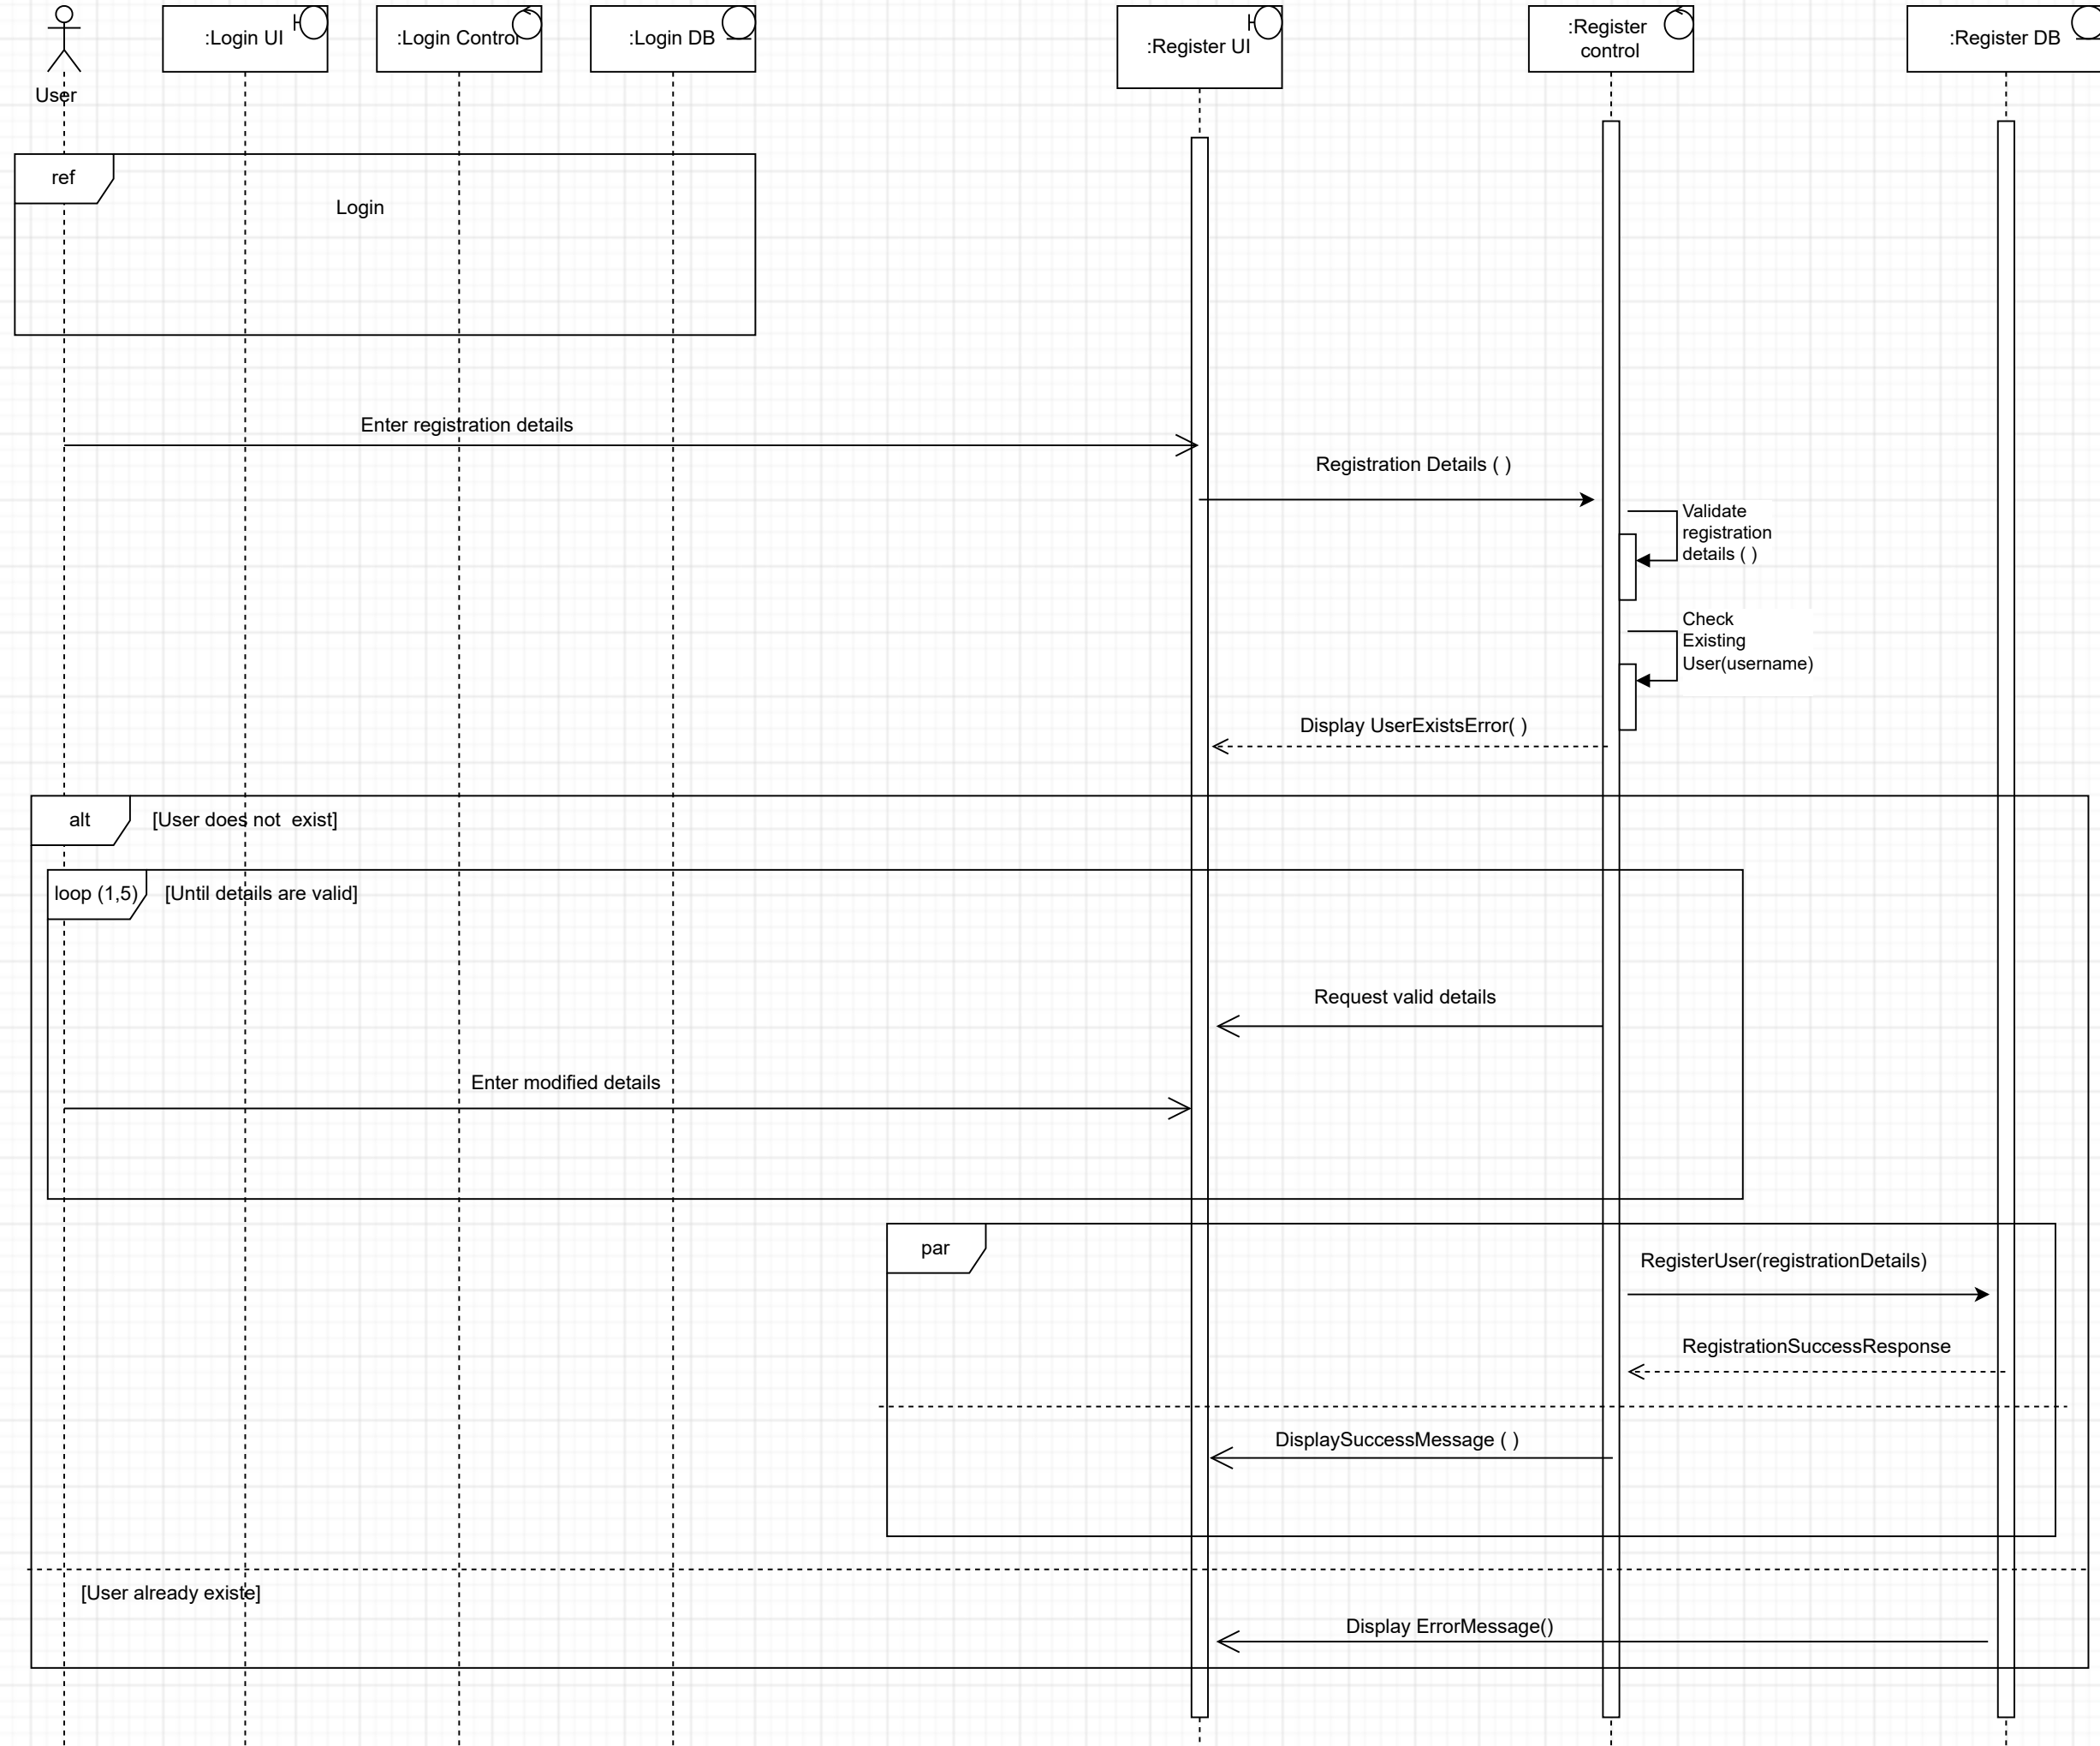 :Login UI
:Login Control
:Login DB
:Register UI
:Register
control
:Register DB
User
ref
Login
Enter registration details
Registration Details ( )
Validate
registration
details ( )
Check
Existing
User(username)
Display UserExistsError( )
alt
[User does not  exist]
loop (1,5)
[Until details are valid]
Request valid details
Enter modified details
par
RegisterUser(registrationDetails)
RegistrationSuccessResponse
DisplaySuccessMessage ( )
[User already existe]
Display ErrorMessage()